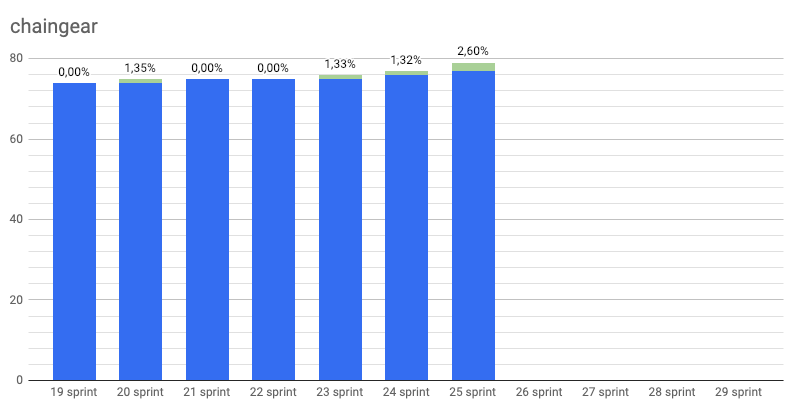 chaingear
80
60
40
20
0
0,00%
1,35%
0,00%
0,00%
1,33%
1,32%
2,60%
19 sprint
20 sprint
21 sprint
22 sprint
23 sprint
24 sprint
25 sprint
26 sprint
27 sprint
28 sprint
29 sprint